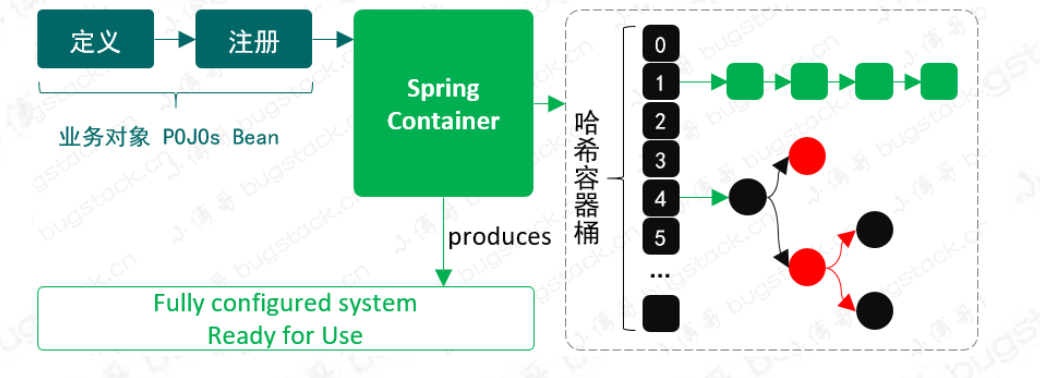 定义
注册
业务对象 POJOs Bean
Spring
Container
produces
Fully configured system
Ready for Use
哈希容器桶
0
1
2
3
4
5
...
小傅哥 bugstack.cn